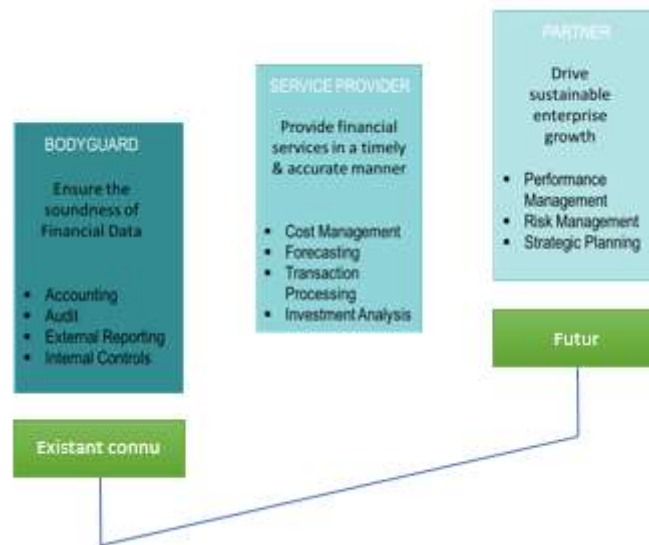 BODYGUARD
Ensure the
soundness of
Financial Data
Accounting
Audit
External Reporting
Internal Controls
Existant connu
SERVICE PROVIDER
Provide financial
services in a timely
& accurate manner
Cost Management
Forecasting
Transaction
Processing
Investment Analysis
PARTNER
Drive
sustainable
enterprise
growth
Performance
Management
Risk Management
Strategic Planning
Futur